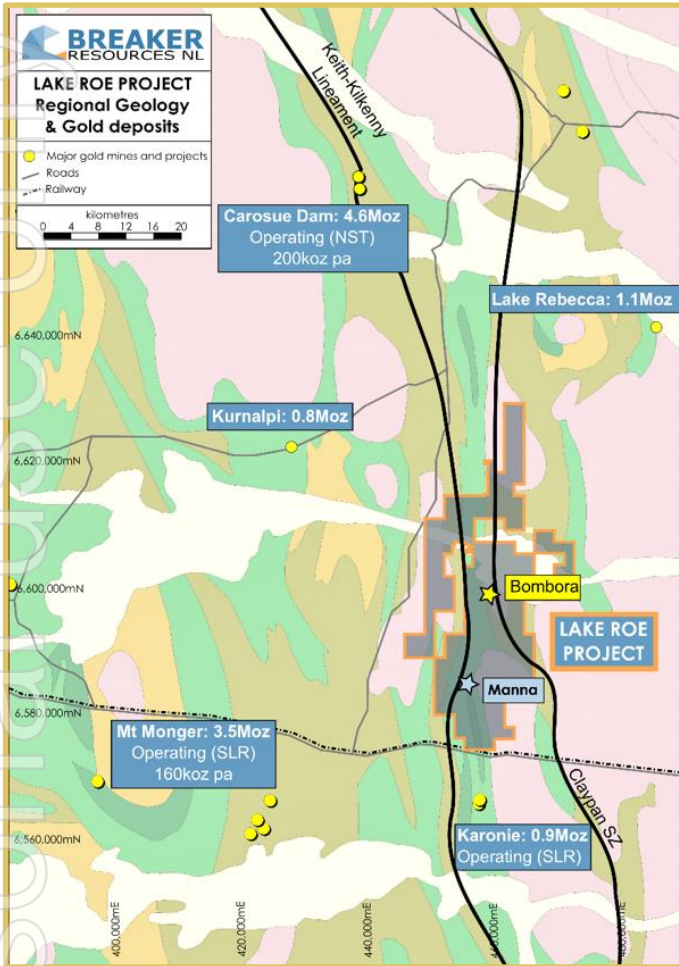 BREAKER
RESOURCES NL
LAKE ROE PROJECT
Regional Geology
& Gold deposits
Major gold mines and projects
Roads
Railway
kilometres
0 4 8 12 16 20
Keith-Kilkenny
Lineament
Carosue Dam: 4.6Moz
Operating (NST)
200koz pa
Lake Rebecca: 1.1Moz
6,640,000mN
Kurnalpi: 0.8Moz
6,620,000mN
6,600,000mN
Bombora
LAKE ROE
PROJECT
Manna
6,580,000mN
Mt Monger: 3.5Moz
Operating (SLR)
160koz pa
Claypan SZ
6,560,000mN
Karonie: 0.9Moz
Operating (SLR)
400,000mE
420,000mE
440,000mE
460,000mE
480,000mE